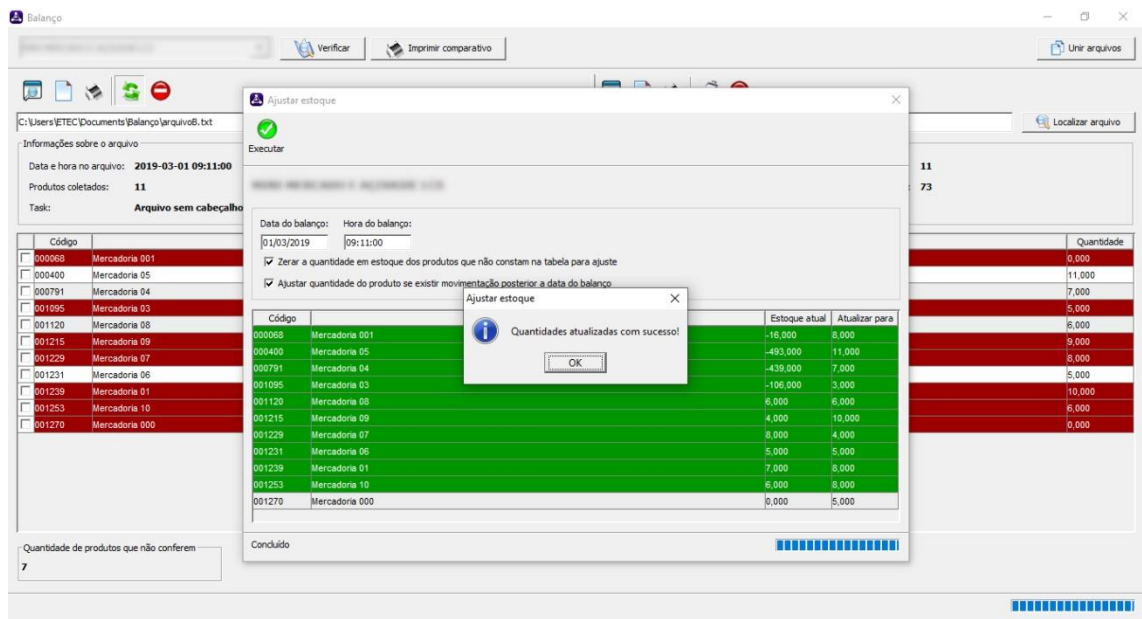 Balanço
Verificar
Imprimir comparativo
Unir arquivos
Ajustar estoque
C:\Users\ETEC\Documents\Balanço\arquivoB.txt
Localizar arquivo
Executar
Informações sobre o arquivo
Data e hora no arquivo: 2019-03-01 09:11:00
11
Produtos coletados: 11
73
Task: Arquivo sem cabeçalho
Data do balanço: Hora do balanço:
01/03/2019 09:11:00
Zerar a quantidade em estoque dos produtos que não constam na tabela para ajuste
Ajustar quantidade do produto se existir movimentação posterior a data do balanço
Código
Quantidade
000068 Mercadoria 001
0,000
000400 Mercadoria 05
11,000
000791 Mercadoria 04
7,000
001095 Mercadoria 03
5,000
001120 Mercadoria 08
6,000
001215 Mercadoria 09
9,000
001229 Mercadoria 07
8,000
001231 Mercadoria 06
5,000
001239 Mercadoria 01
10,000
001253 Mercadoria 10
6,000
001270 Mercadoria 000
0,000
Ajustar estoque
Quantidades atualizadas com sucesso!
OK
Código Estoque atual Atualizar para
000068 Mercadoria 001 -16,000 8,000
000400 Mercadoria 05 -493,000 11,000
000791 Mercadoria 04 -439,000 7,000
001095 Mercadoria 03 -106,000 3,000
001120 Mercadoria 08 6,000 6,000
001215 Mercadoria 09 4,000 10,000
001229 Mercadoria 07 8,000 4,000
001231 Mercadoria 06 5,000 5,000
001239 Mercadoria 01 7,000 8,000
001253 Mercadoria 10 6,000 8,000
001270 Mercadoria 000 0,000 5,000
Concluído
Quantidade de produtos que não conferem
7